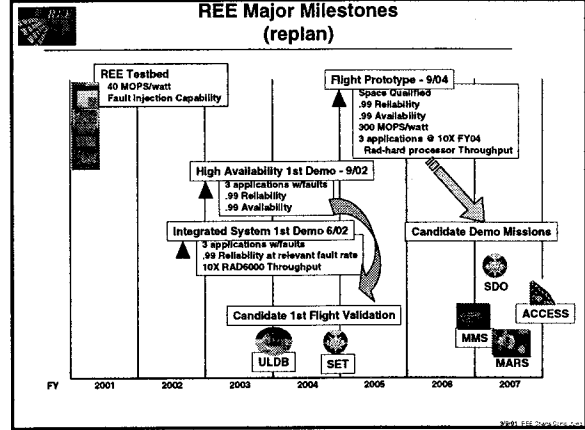 REE
REE Major Milestones
(replan)
REE Testbed
40 MOPS/watt
Fault Injection Capability
Flight Prototype - 9/04
Space Qualified
.99 Reliability
.99 Availability
300 MOPS/watt
3 applications @ 10X FY04
Rad-hard processor Throughput
High Availability 1st Demo - 9/02
3 applications w/faults
.99 Reliability
.99 Availability
Integrated System 1st Demo 6/02
3 applications w/faults
.99 Reliability at relevant fault rate
10X RAD6000 Throughput
Candidate Demo Missions
SDO
ACCESS
MMS
MARS
Candidate 1st Flight Validation
ULDB
SET
FY 2001 2002 2003 2004 2005 2006 2007
REE